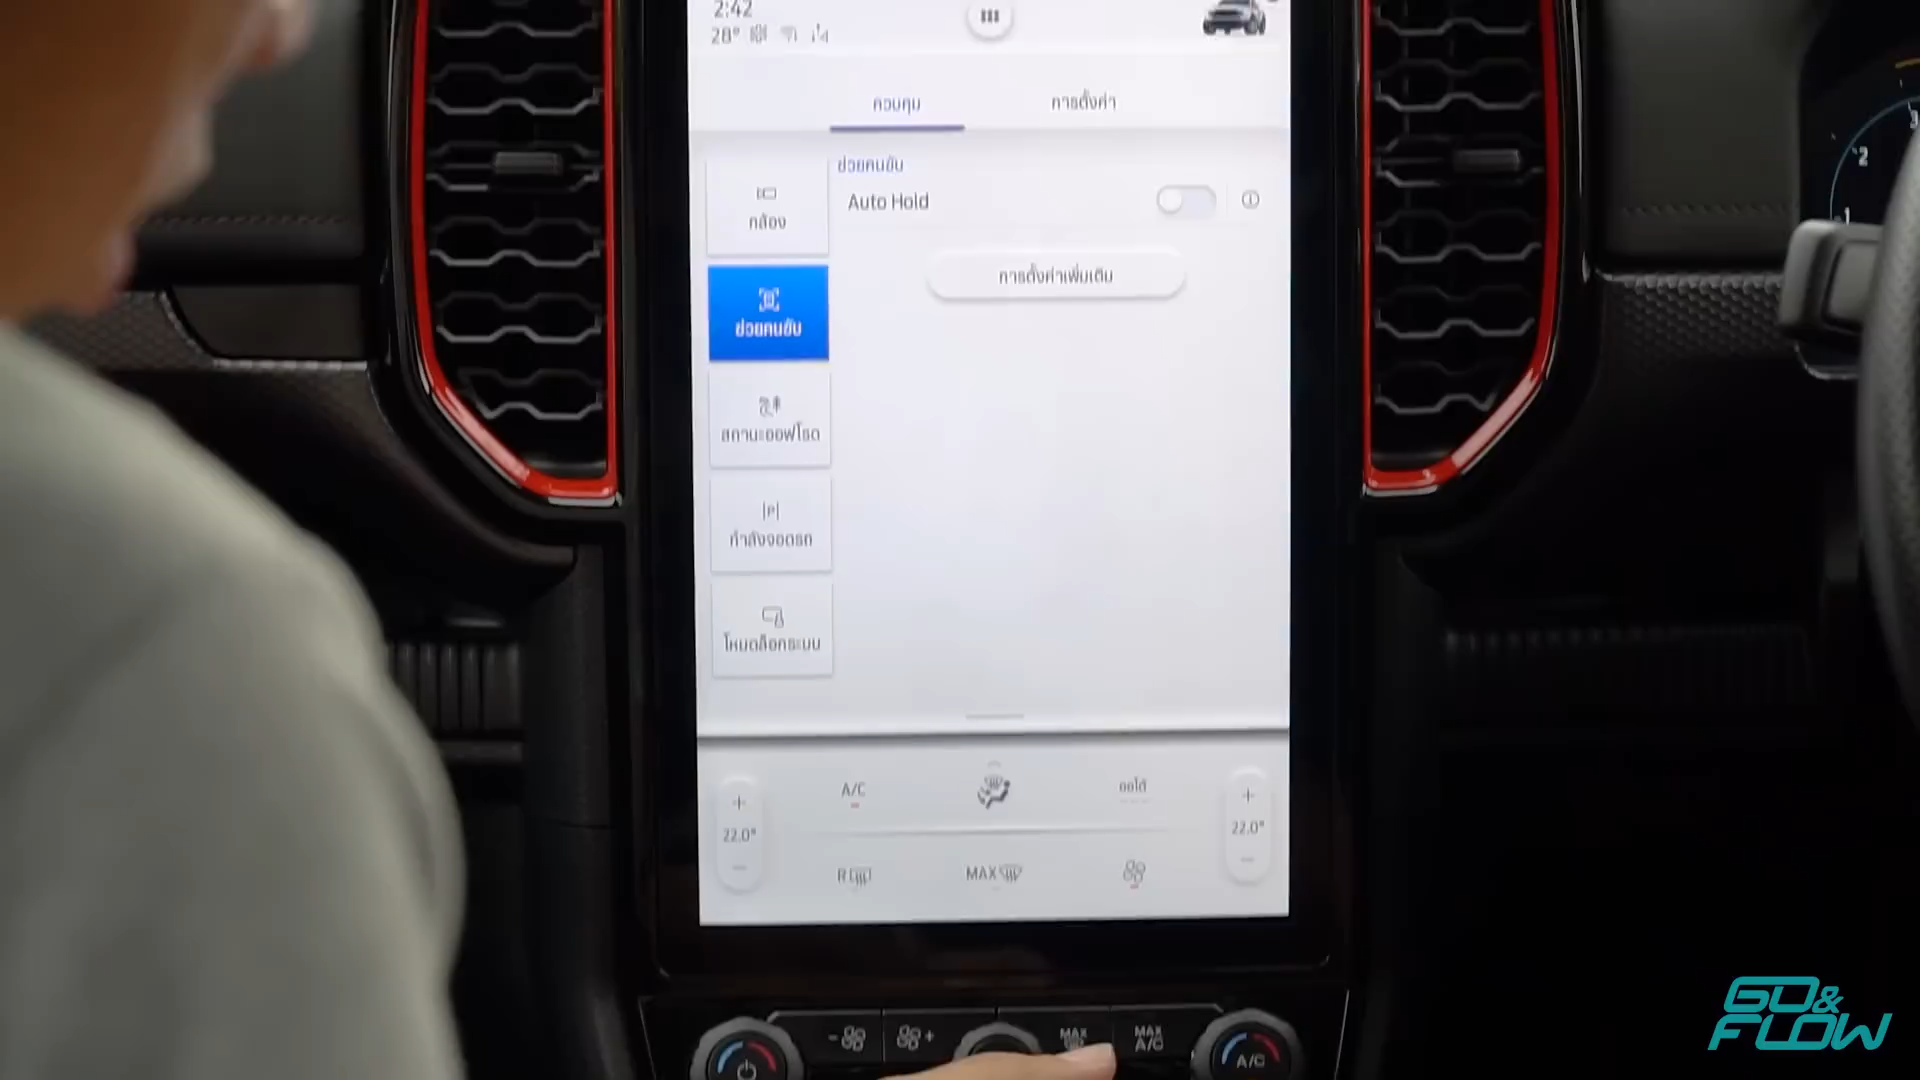 2:42
28°
ควบคุม
การตั้งค่า
ช่วยคนขับ
กล้อง
Auto Hold
การตั้งค่าเพิ่มเติม
ช่วยคนขับ
สถานะออฟโรด
|P|
กำลังจอดรถ
โหมดล็อกระบบ
A/C
ออโต้
+
22.0°
−
+
22.0°
−
R
MAX
-
+
MAX
MAX
A/C
A/C
1
2
3
GO&
FLOW